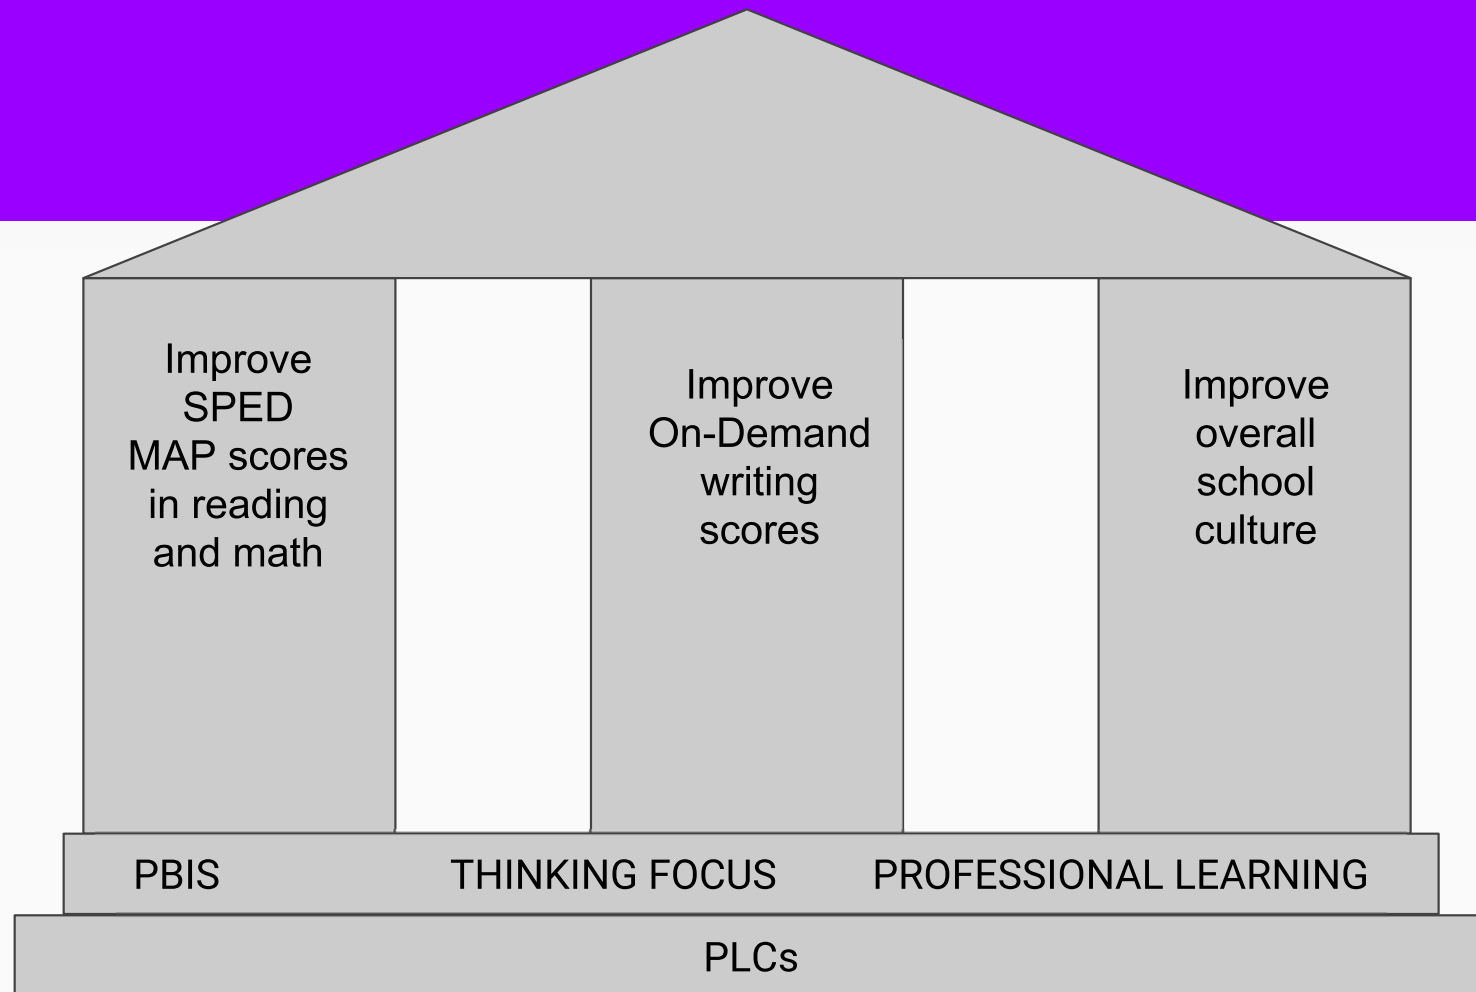 Improve
SPED
MAP scores
in reading
and math
Improve
On-Demand
writing
scores
Improve
overall
school
culture
PBIS THINKING FOCUS PROFESSIONAL LEARNING
PLCs